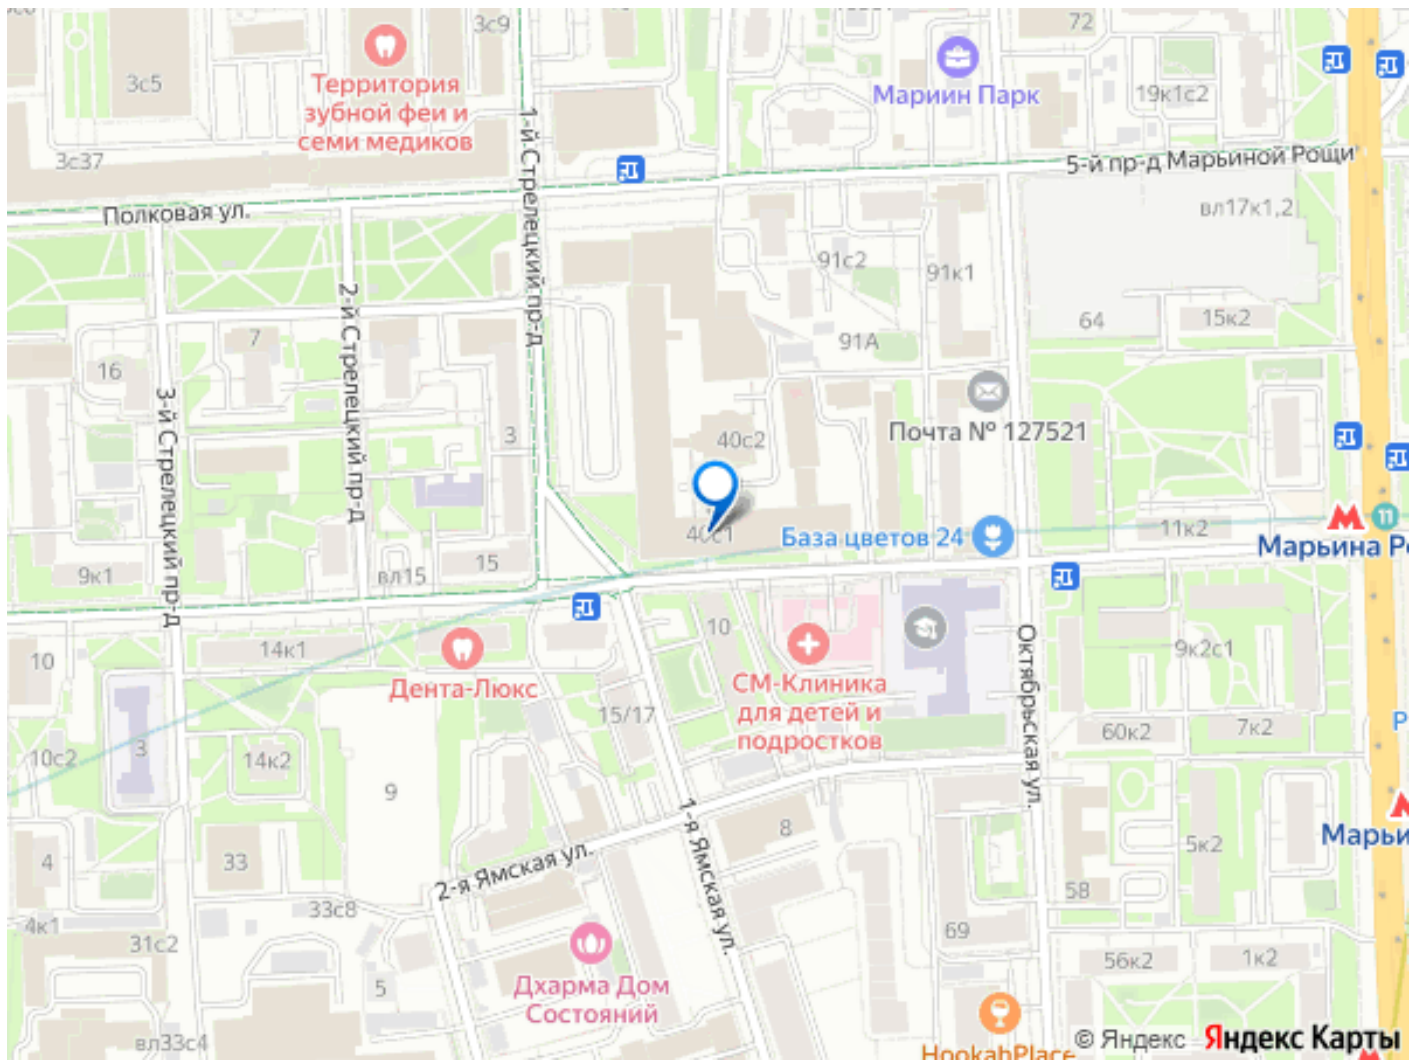 3с9
72
3с5
Территория
зубной феи и
семи медиков
Мариин Парк
19к1с2
3с37
1-й Стрелецкий пр-д
5-й пр-д Марьиной Рощи
Полковая ул.
вл17к1,2
91с2
91к1
2-й Стрелецкий пр-д
64
15к2
7
91А
16
3-й Стрелецкий пр-д
3
40с2
Почта № 127521
40с1
База цветов 24
11к2
11
Марьина Ро
9к1
вл15
15
10
14к1
10
Октябрьская ул.
9к2с1
Дента-Люкс
СМ-Клиника
для детей и
подростков
15/17
60к2
7к2
Р
10с2
3
14к2
9
1-я Ямская ул.
8
Марьи
5к2
4
33
2-я Ямская ул.
58
33с8
4к1
31с2
69
56к2
1к2
5
Дхарма Дом
Состояний
вл33с4
HookahPlace
© Яндекс Яндекс Карты